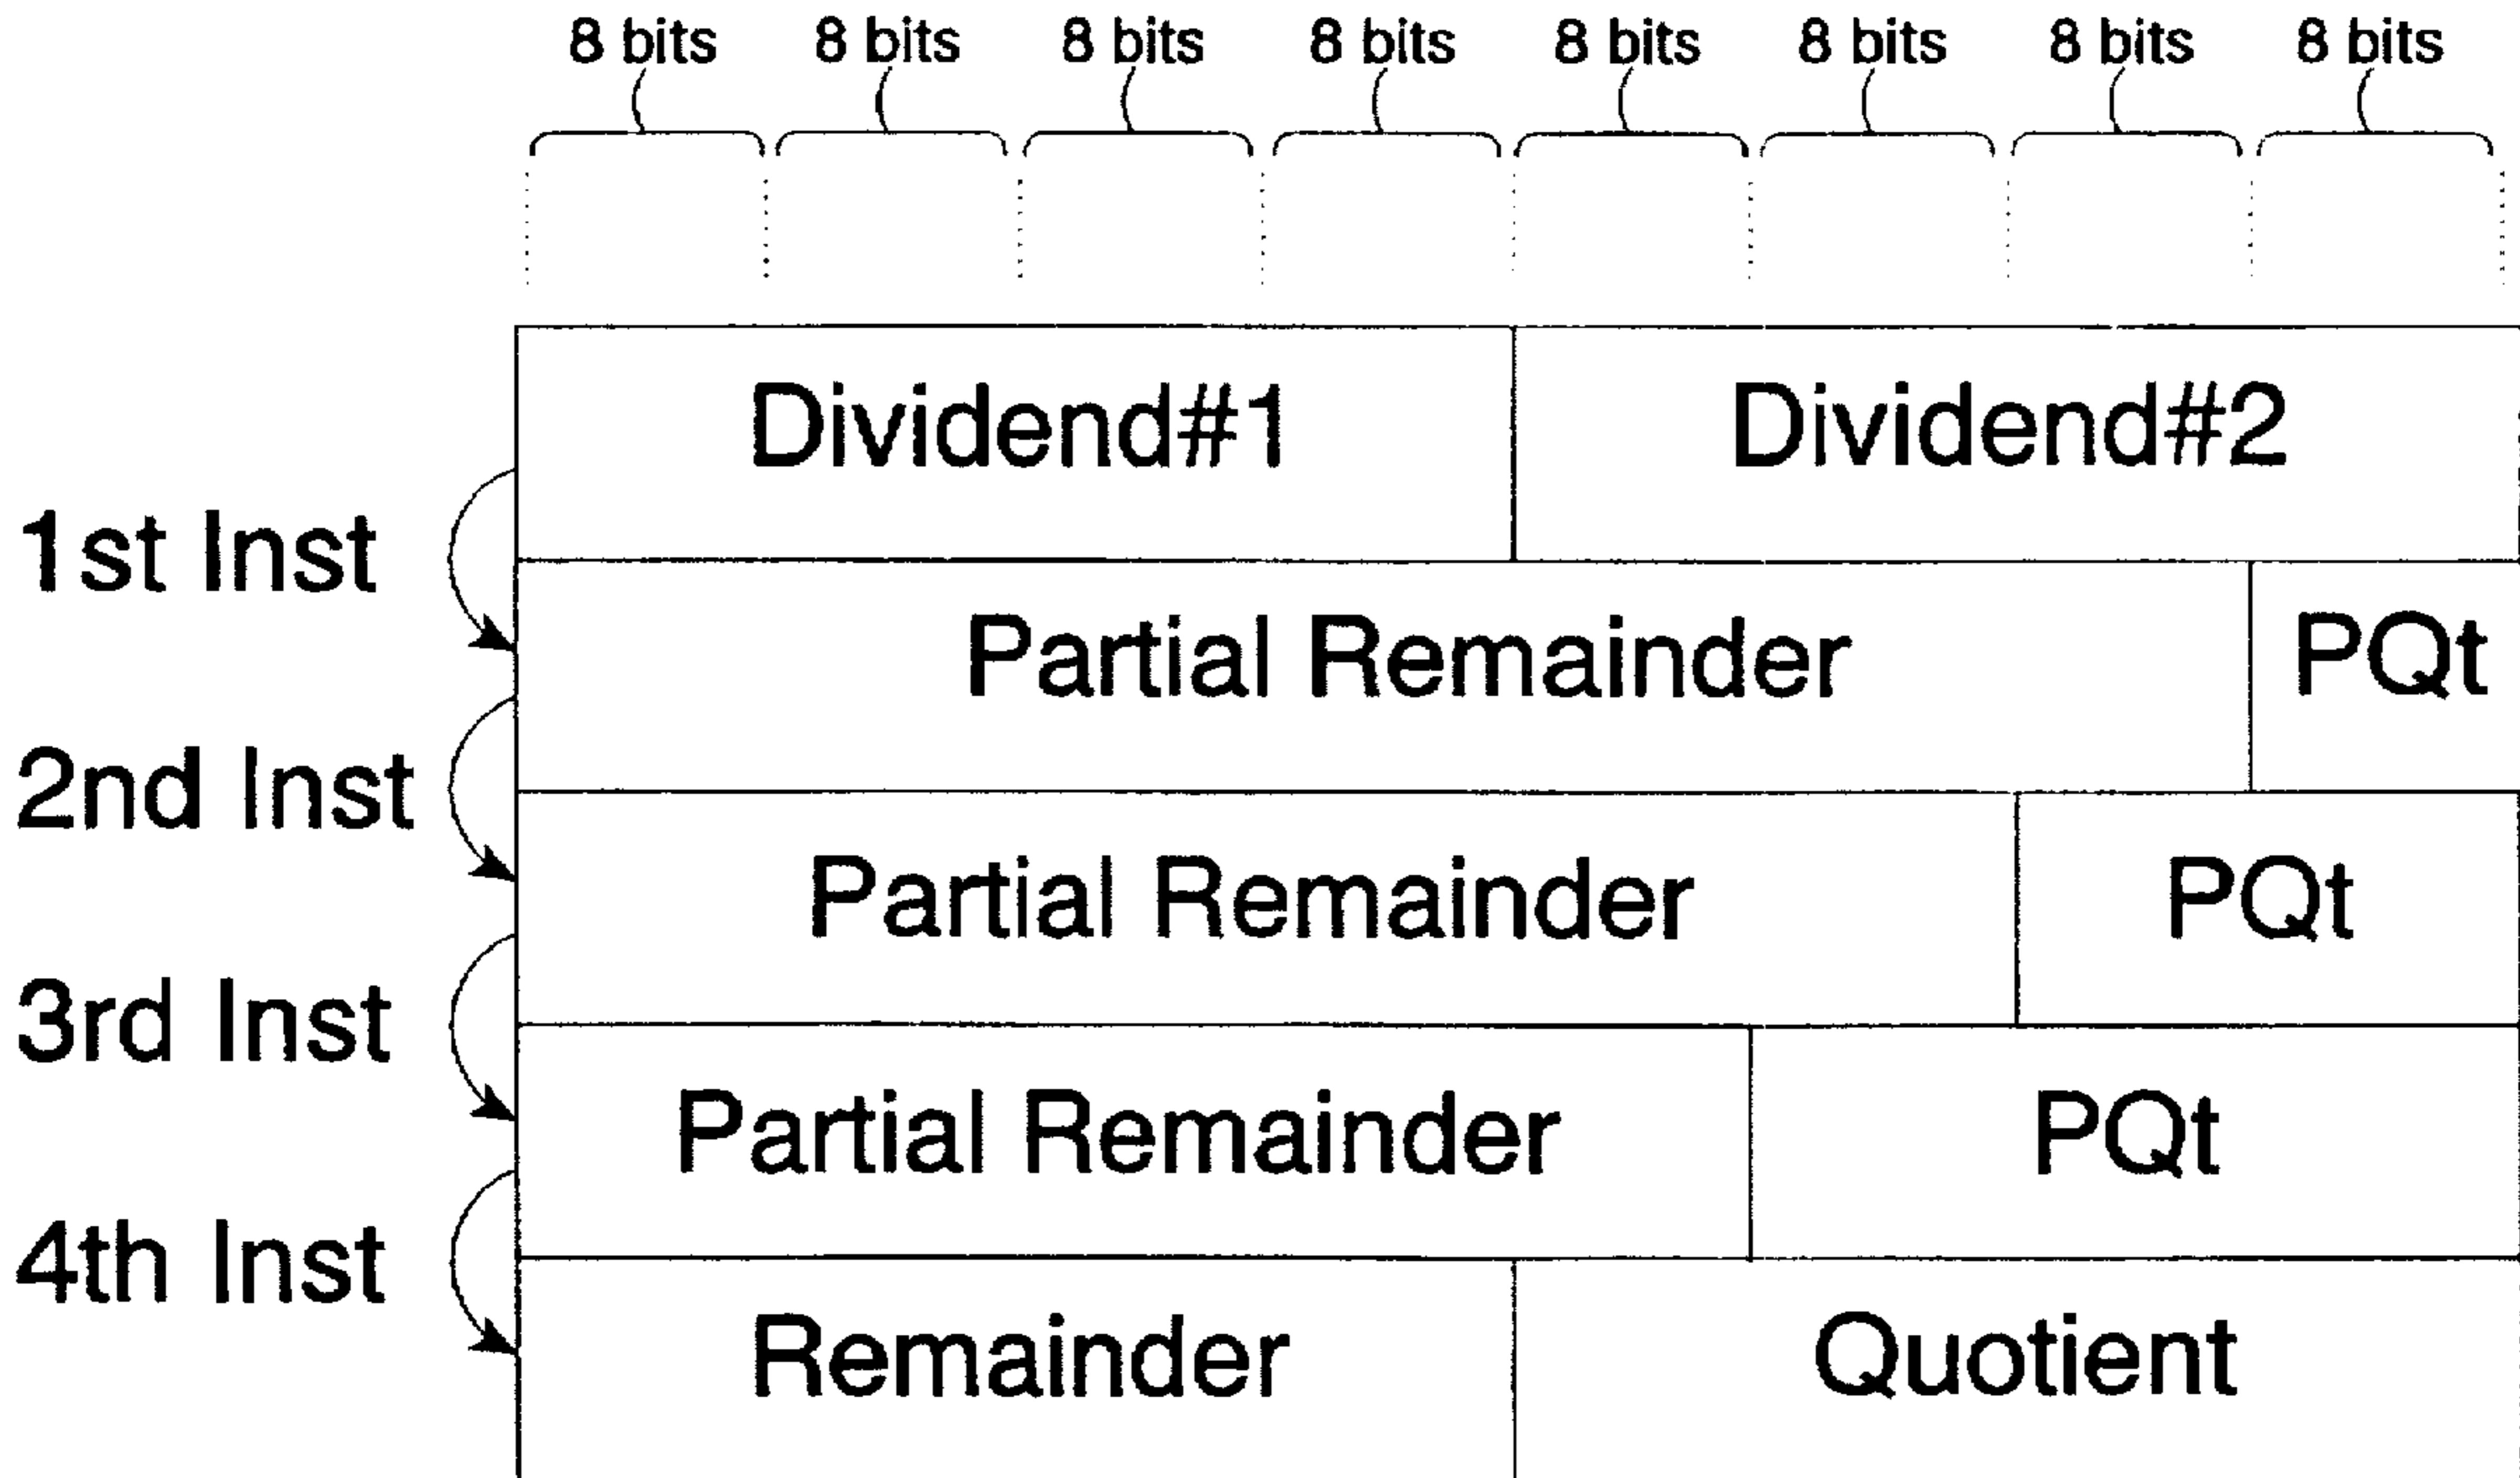 8 bits 8 bits 8 bits 8 bits 8 bits 8 bits 8 bits 8 bits
Dividend#1 Dividend#2
1st Inst
Partial Remainder PQt
2nd Inst
Partial Remainder PQt
3rd Inst
Partial Remainder PQt
4th Inst
Remainder Quotient